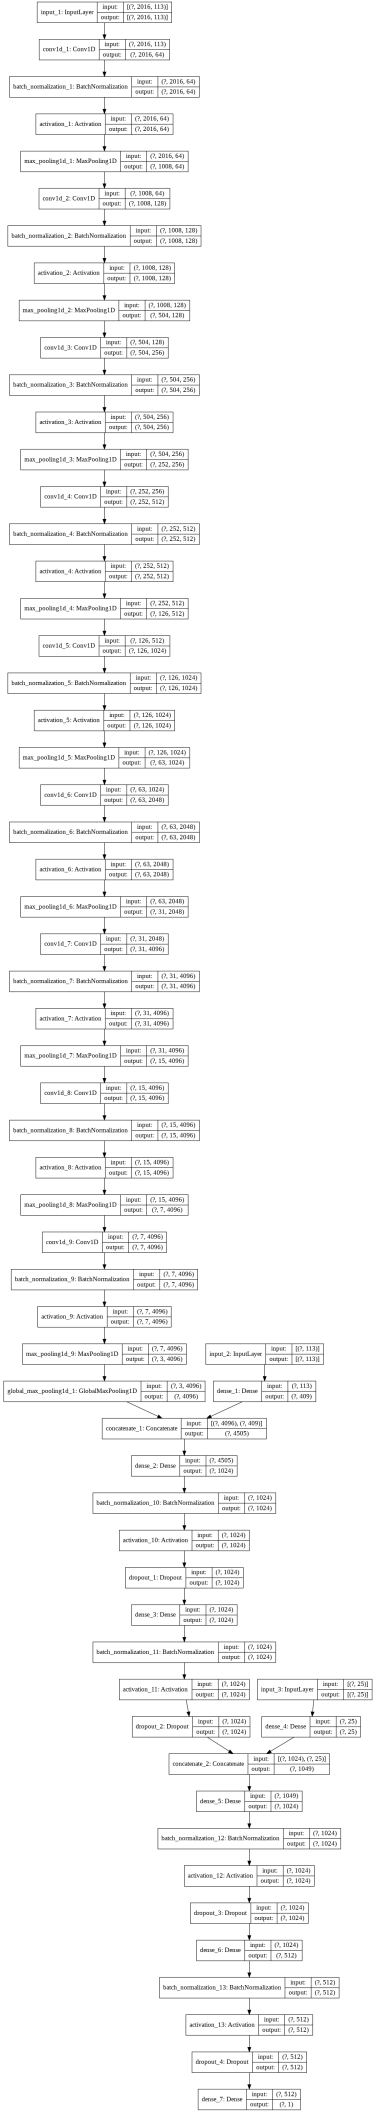 input_1: InputLayer input: [(?, 2016, 113)]
output: [(?, 2016, 113)]
conv1d_1: Conv1D input: (?, 2016, 113)
output: (?, 2016, 64)
batch_normalization_1: BatchNormalization input: (?, 2016, 64)
output: (?, 2016, 64)
activation_1: Activation input: (?, 2016, 64)
output: (?, 2016, 64)
max_pooling1d_1: MaxPooling1D input: (?, 2016, 64)
output: (?, 1008, 64)
conv1d_2: Conv1D input: (?, 1008, 64)
output: (?, 1008, 128)
batch_normalization_2: BatchNormalization input: (?, 1008, 128)
output: (?, 1008, 128)
activation_2: Activation input: (?, 1008, 128)
output: (?, 1008, 128)
max_pooling1d_2: MaxPooling1D input: (?, 1008, 128)
output: (?, 504, 128)
conv1d_3: Conv1D input: (?, 504, 128)
output: (?, 504, 256)
batch_normalization_3: BatchNormalization input: (?, 504, 256)
output: (?, 504, 256)
activation_3: Activation input: (?, 504, 256)
output: (?, 504, 256)
max_pooling1d_3: MaxPooling1D input: (?, 504, 256)
output: (?, 252, 256)
conv1d_4: Conv1D input: (?, 252, 256)
output: (?, 252, 512)
batch_normalization_4: BatchNormalization input: (?, 252, 512)
output: (?, 252, 512)
activation_4: Activation input: (?, 252, 512)
output: (?, 252, 512)
max_pooling1d_4: MaxPooling1D input: (?, 252, 512)
output: (?, 126, 512)
conv1d_5: Conv1D input: (?, 126, 512)
output: (?, 126, 1024)
batch_normalization_5: BatchNormalization input: (?, 126, 1024)
output: (?, 126, 1024)
activation_5: Activation input: (?, 126, 1024)
output: (?, 126, 1024)
max_pooling1d_5: MaxPooling1D input: (?, 126, 1024)
output: (?, 63, 1024)
conv1d_6: Conv1D input: (?, 63, 1024)
output: (?, 63, 2048)
batch_normalization_6: BatchNormalization input: (?, 63, 2048)
output: (?, 63, 2048)
activation_6: Activation input: (?, 63, 2048)
output: (?, 63, 2048)
max_pooling1d_6: MaxPooling1D input: (?, 63, 2048)
output: (?, 31, 2048)
conv1d_7: Conv1D input: (?, 31, 2048)
output: (?, 31, 4096)
batch_normalization_7: BatchNormalization input: (?, 31, 4096)
output: (?, 31, 4096)
activation_7: Activation input: (?, 31, 4096)
output: (?, 31, 4096)
max_pooling1d_7: MaxPooling1D input: (?, 31, 4096)
output: (?, 15, 4096)
conv1d_8: Conv1D input: (?, 15, 4096)
output: (?, 15, 4096)
batch_normalization_8: BatchNormalization input: (?, 15, 4096)
output: (?, 15, 4096)
activation_8: Activation input: (?, 15, 4096)
output: (?, 15, 4096)
max_pooling1d_8: MaxPooling1D input: (?, 15, 4096)
output: (?, 7, 4096)
conv1d_9: Conv1D input: (?, 7, 4096)
output: (?, 7, 4096)
batch_normalization_9: BatchNormalization input: (?, 7, 4096)
output: (?, 7, 4096)
activation_9: Activation input: (?, 7, 4096)
output: (?, 7, 4096)
max_pooling1d_9: MaxPooling1D input: (?, 7, 4096)
output: (?, 3, 4096)
input_2: InputLayer input: [(?, 113)]
output: [(?, 113)]
global_max_pooling1d_1: GlobalMaxPooling1D input: (?, 3, 4096)
output: (?, 4096)
dense_1: Dense input: (?, 113)
output: (?, 409)
concatenate_1: Concatenate input: [(?, 4096), (?, 409)]
output: (?, 4505)
dense_2: Dense input: (?, 4505)
output: (?, 1024)
batch_normalization_10: BatchNormalization input: (?, 1024)
output: (?, 1024)
activation_10: Activation input: (?, 1024)
output: (?, 1024)
dropout_1: Dropout input: (?, 1024)
output: (?, 1024)
dense_3: Dense input: (?, 1024)
output: (?, 1024)
batch_normalization_11: BatchNormalization input: (?, 1024)
output: (?, 1024)
activation_11: Activation input: (?, 1024)
output: (?, 1024)
input_3: InputLayer input: [(?, 25)]
output: [(?, 25)]
dropout_2: Dropout input: (?, 1024)
output: (?, 1024)
dense_4: Dense input: (?, 25)
output: (?, 25)
concatenate_2: Concatenate input: [(?, 1024), (?, 25)]
output: (?, 1049)
dense_5: Dense input: (?, 1049)
output: (?, 1024)
batch_normalization_12: BatchNormalization input: (?, 1024)
output: (?, 1024)
activation_12: Activation input: (?, 1024)
output: (?, 1024)
dropout_3: Dropout input: (?, 1024)
output: (?, 1024)
dense_6: Dense input: (?, 1024)
output: (?, 512)
batch_normalization_13: BatchNormalization input: (?, 512)
output: (?, 512)
activation_13: Activation input: (?, 512)
output: (?, 512)
dropout_4: Dropout input: (?, 512)
output: (?, 512)
dense_7: Dense input: (?, 512)
output: (?, 1)